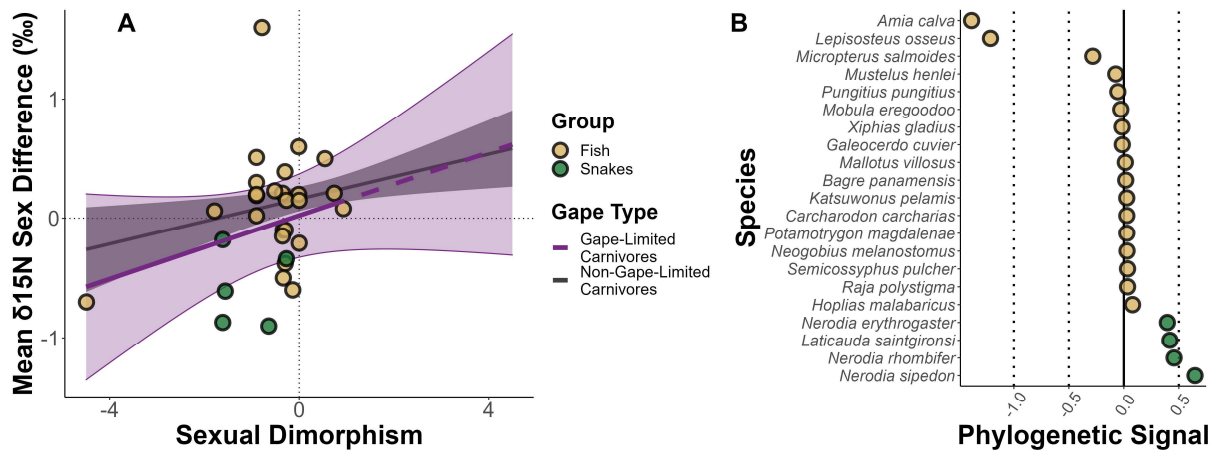 A
Mean δ15N Sex Difference (‰)
1
0
-1
-4
0
4
Sexual Dimorphism
Group
Fish
Snakes
Gape Type
Gape-Limited
Carnivores
Non-Gape-Limited
Carnivores
B
Species
Amia calva
Lepisosteus osseus
Micropterus salmoides
Mustelus henlei
Pungitius pungitius
Mobula eregoodoo
Xiphias gladius
Galeocerdo cuvier
Mallotus villosus
Bagre panamensis
Katsuwonus pelamis
Carcharodon carcharias
Potamotrygon magdalenae
Neogobius melanostomus
Semicossyphus pulcher
Raja polystigma
Hoplias malabaricus
Nerodia erythrogaster
Laticauda saintgironsi
Nerodia rhombifer
Nerodia sipedon
-1.0
-0.5
0.0
0.5
Phylogenetic Signal